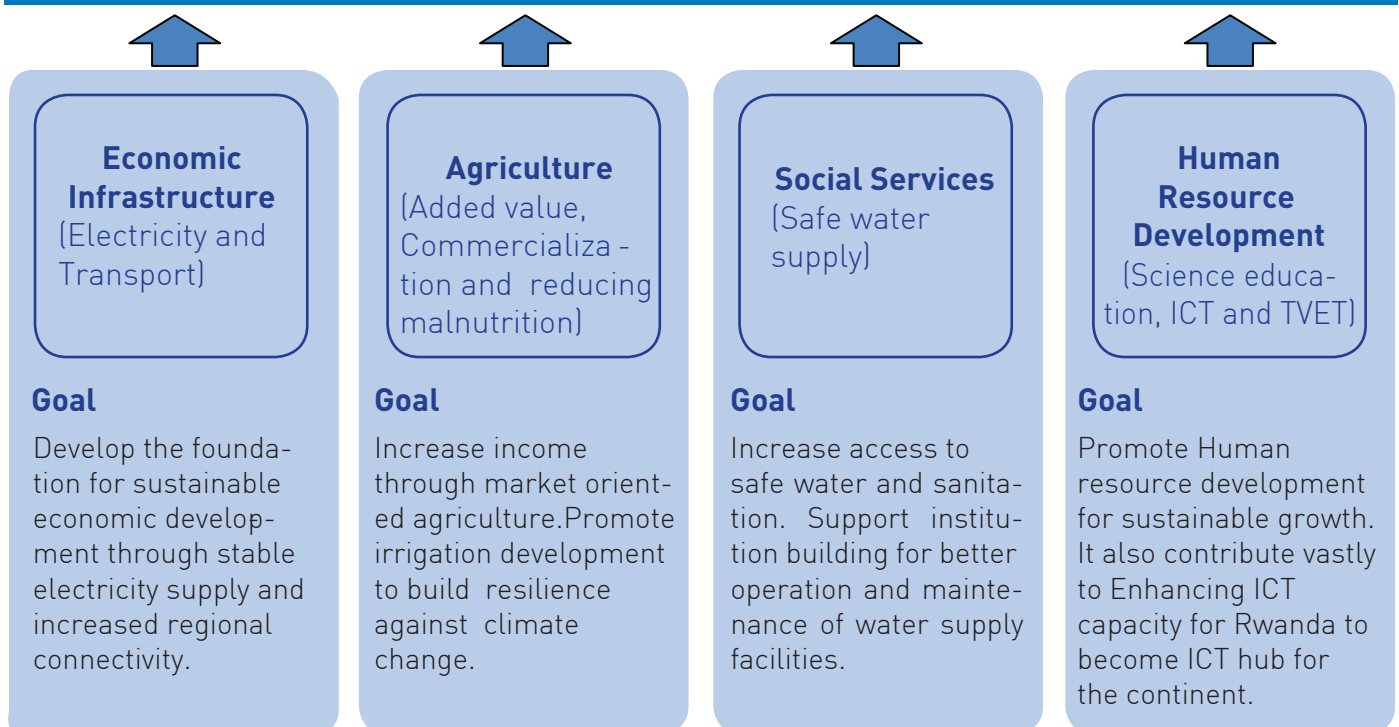 Economic
Infrastructure
(Electricity and
Transport)
Goal
Develop the founda-
tion for sustainable
economic develop-
ment through stable
electricity supply and
increased regional
connectivity.
Agriculture
(Added value,
Commercializa -
tion and reducing
malnutrition)
Goal
Increase income
through market orient-
ed agriculture.Promote
irrigation development
to build resilience
against climate
change.
Social Services
(Safe water
supply)
Goal
Increase access to
safe water and sanita-
tion. Support institu-
tion building for better
operation and mainte-
nance of water supply
facilities.
Human
Resource
Development
(Science educa-
tion, ICT and TVET)
Goal
Promote Human
resource development
for sustainable growth.
It also contribute vastly
to Enhancing ICT
capacity for Rwanda to
become ICT hub for
the continent.